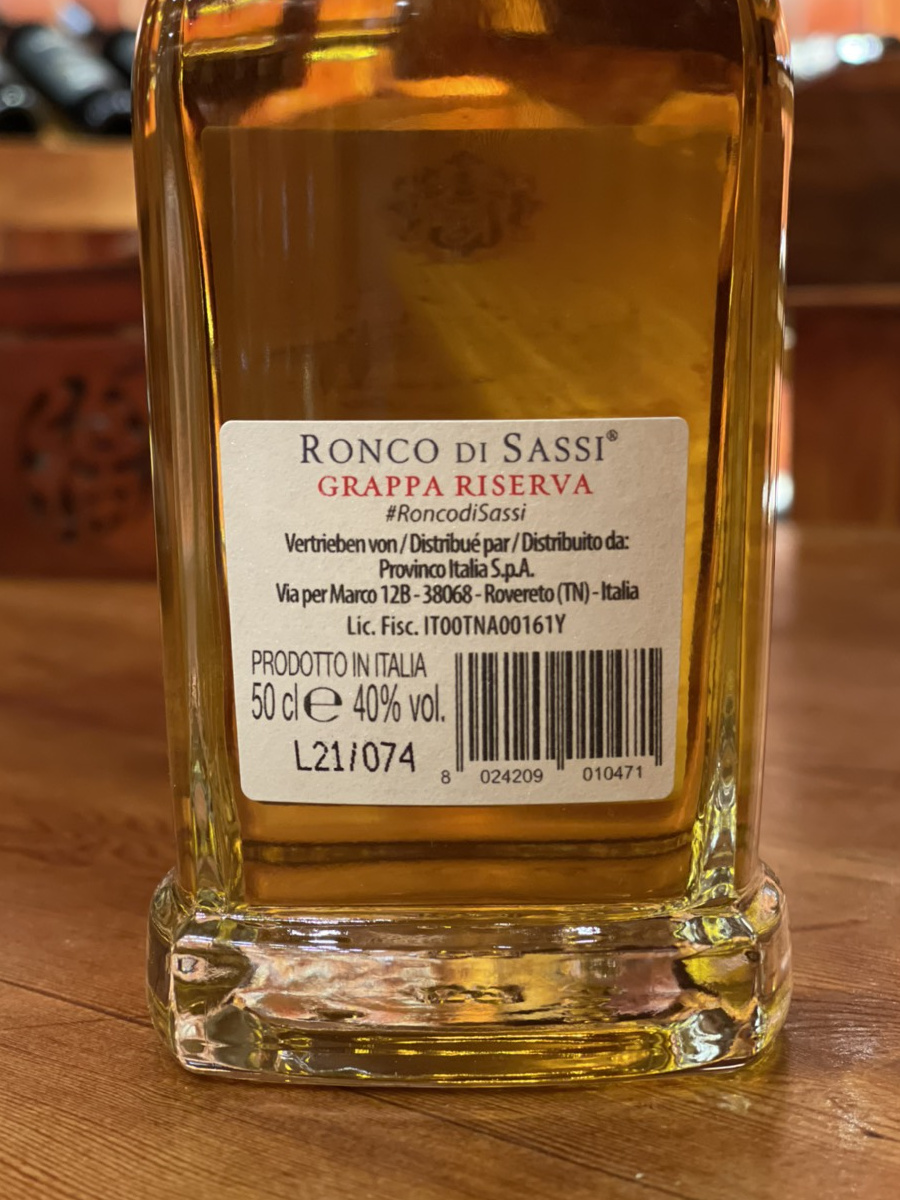 RONCO DI SASSI®
GRAPPA RISERVA
#RoncodiSassi
Vertrieben von / Distribué par / Distribuito da:
Provinco Italia S.p.A.
Via per Marco 12B - 38068 - Rovereto (TN) - Italia
Lic. Fisc. IT00TNA00161Y
PRODOTTO IN ITALIA
50 cl ℮ 40% vol.
L21/074
8 024209 010471